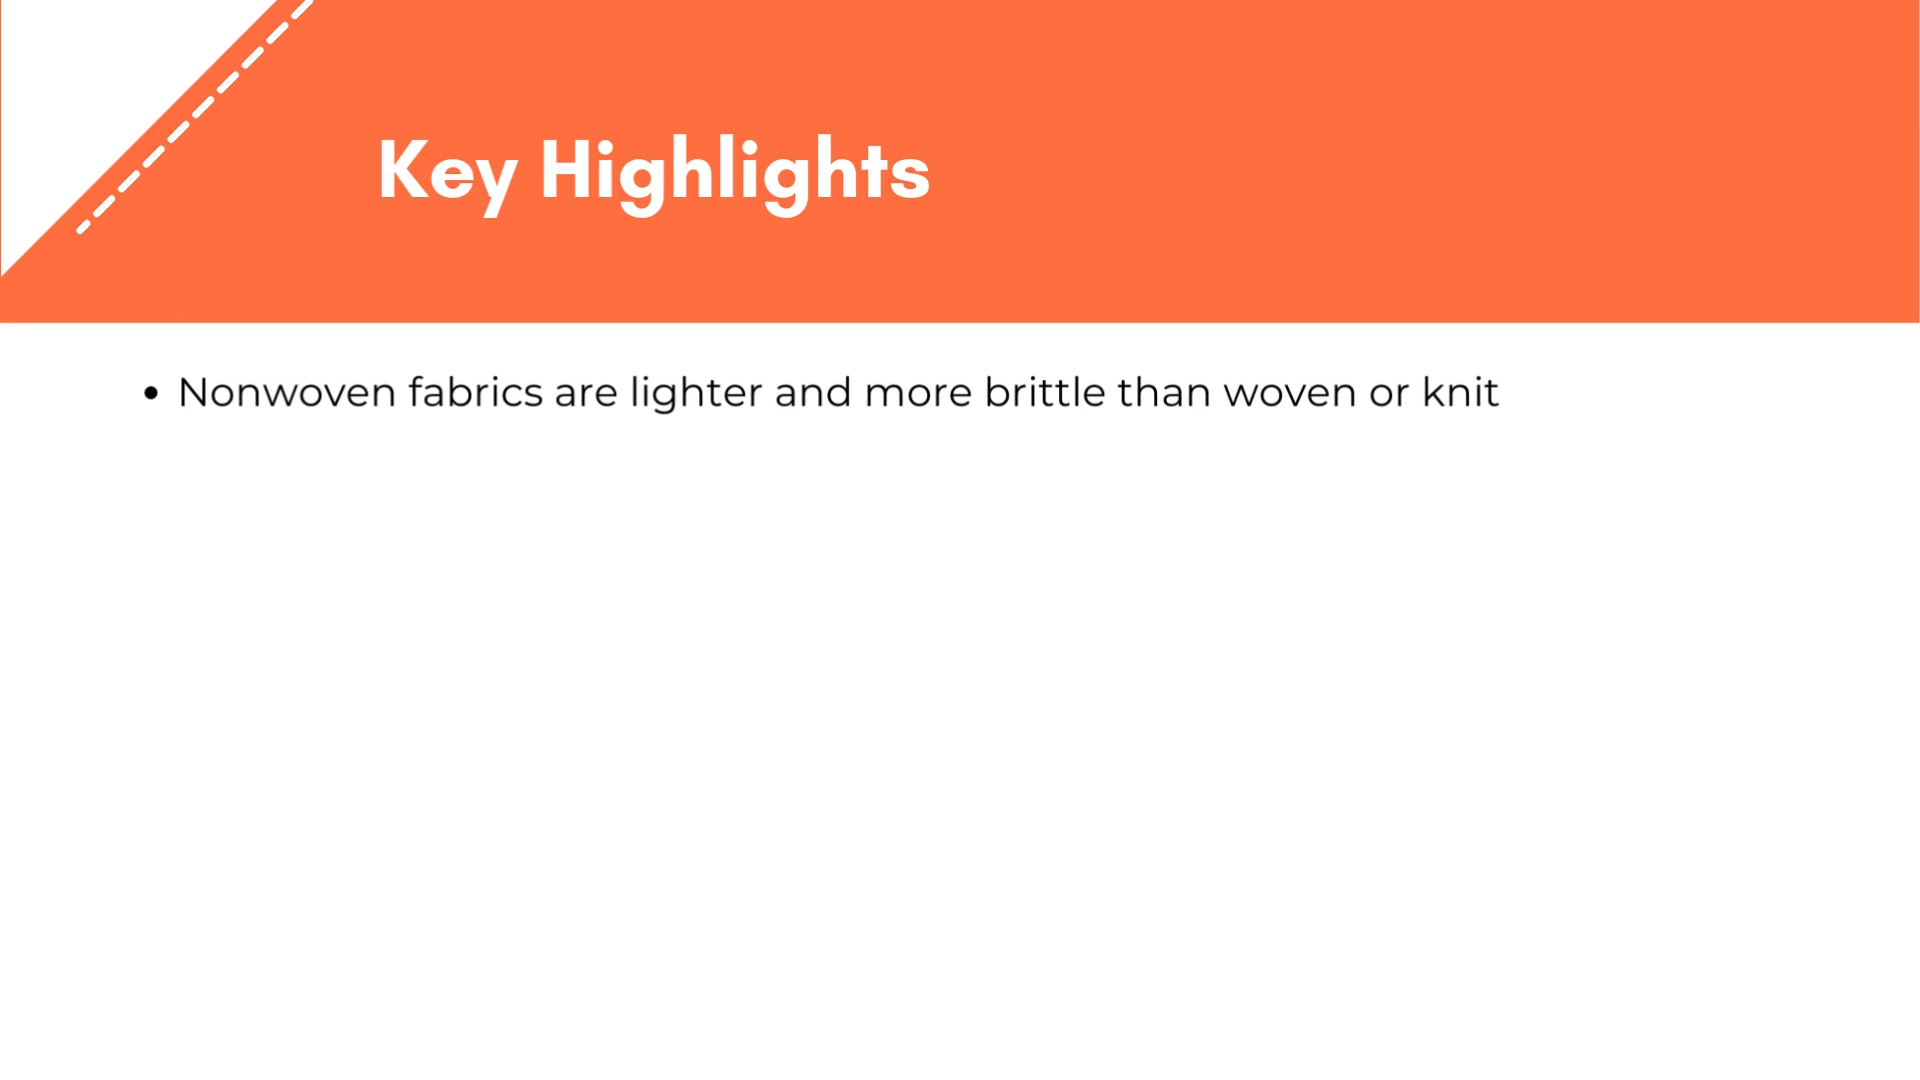 Key Highlights
• Nonwoven fabrics are lighter and more brittle than woven or knit